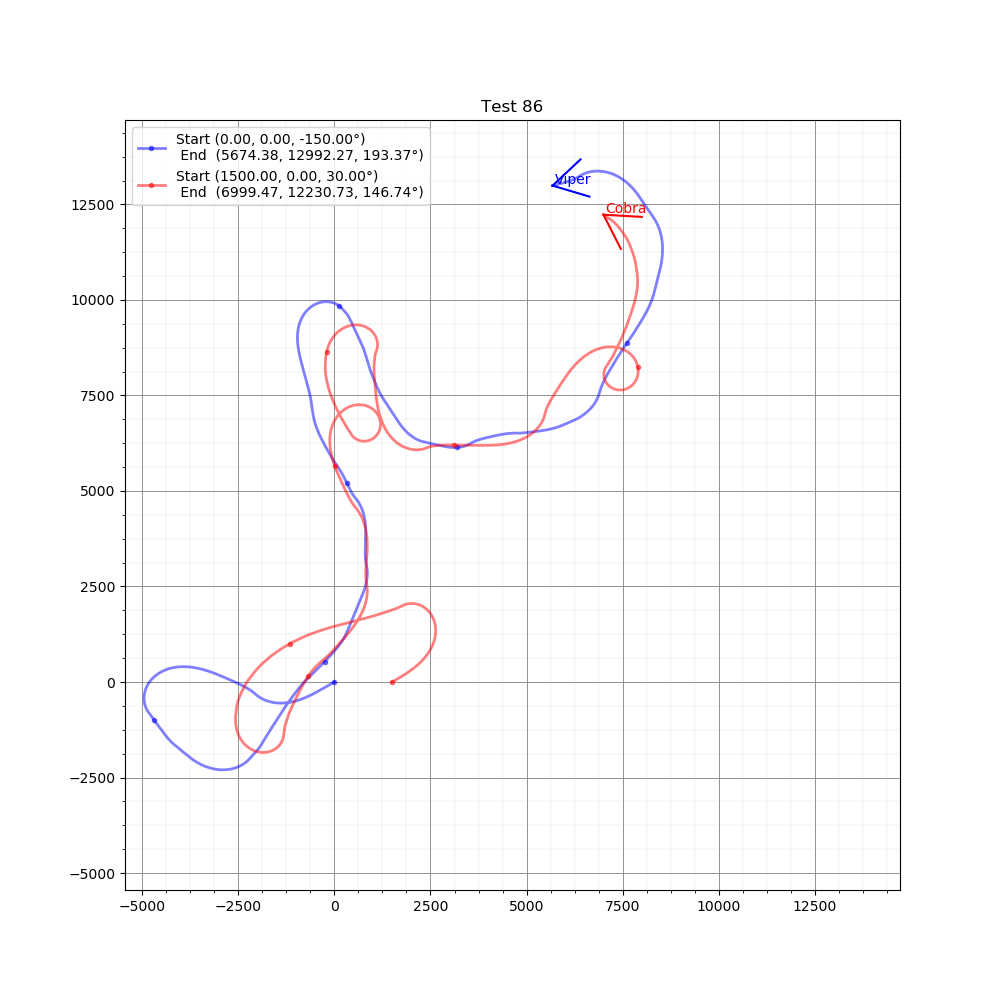 Test 86
Start (0.00, 0.00, -150.00°)
End  (5674.38, 12992.27, 193.37°)
Start (1500.00, 0.00, 30.00°)
End  (6999.47, 12230.73, 146.74°)
Viper
Cobra
12500
10000
7500
5000
2500
0
−2500
−5000
−5000 −2500 0 2500 5000 7500 10000 12500